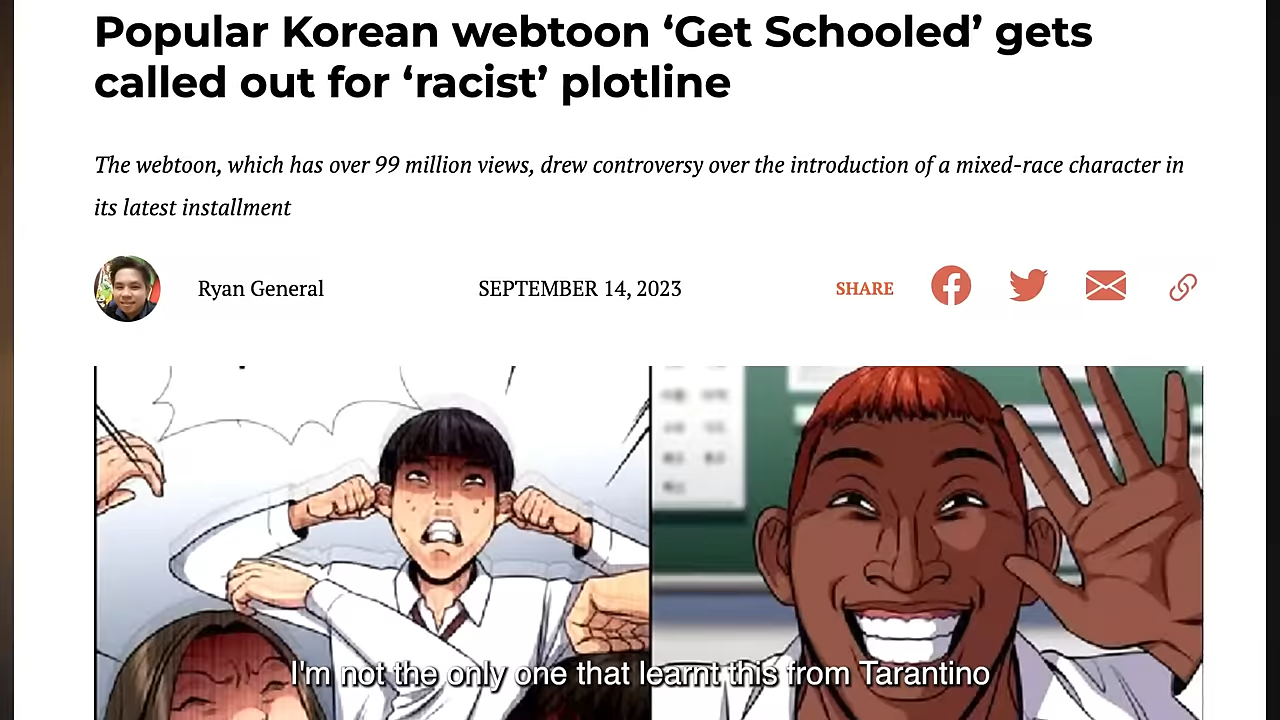 Popular Korean webtoon ‘Get Schooled’ gets
called out for ‘racist’ plotline
The webtoon, which has over 99 million views, drew controversy over the introduction of a mixed-race character in
its latest installment
Ryan General
SEPTEMBER 14, 2023
SHARE
I'm not the only one that learnt this from Tarantino